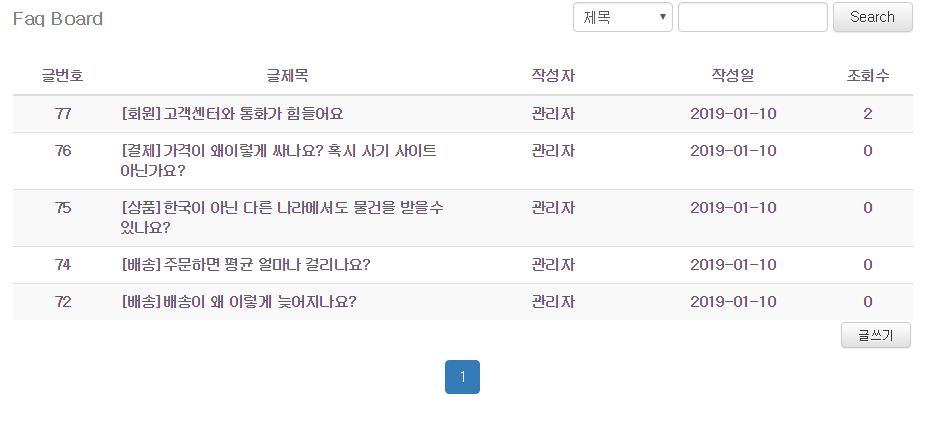 Faq Board 제목 Search
글번호 글제목 작성자 작성일 조회수
77 [회원]고객센터와 통화가 힘들어요 관리자 2019-01-10 2
76 [결제]가격이 왜이렇게 싸나요? 혹시 사기 사이트 관리자 2019-01-10 0
아닌가요?
75 [상품]한국이 아닌 다른 나라에서도 물건을 받을수 관리자 2019-01-10 0
있나요?
74 [배송]주문하면 평균 얼마나 걸리나요? 관리자 2019-01-10 0
72 [배송]배송이 왜 이렇게 늦어지나요? 관리자 2019-01-10 0
글쓰기
1